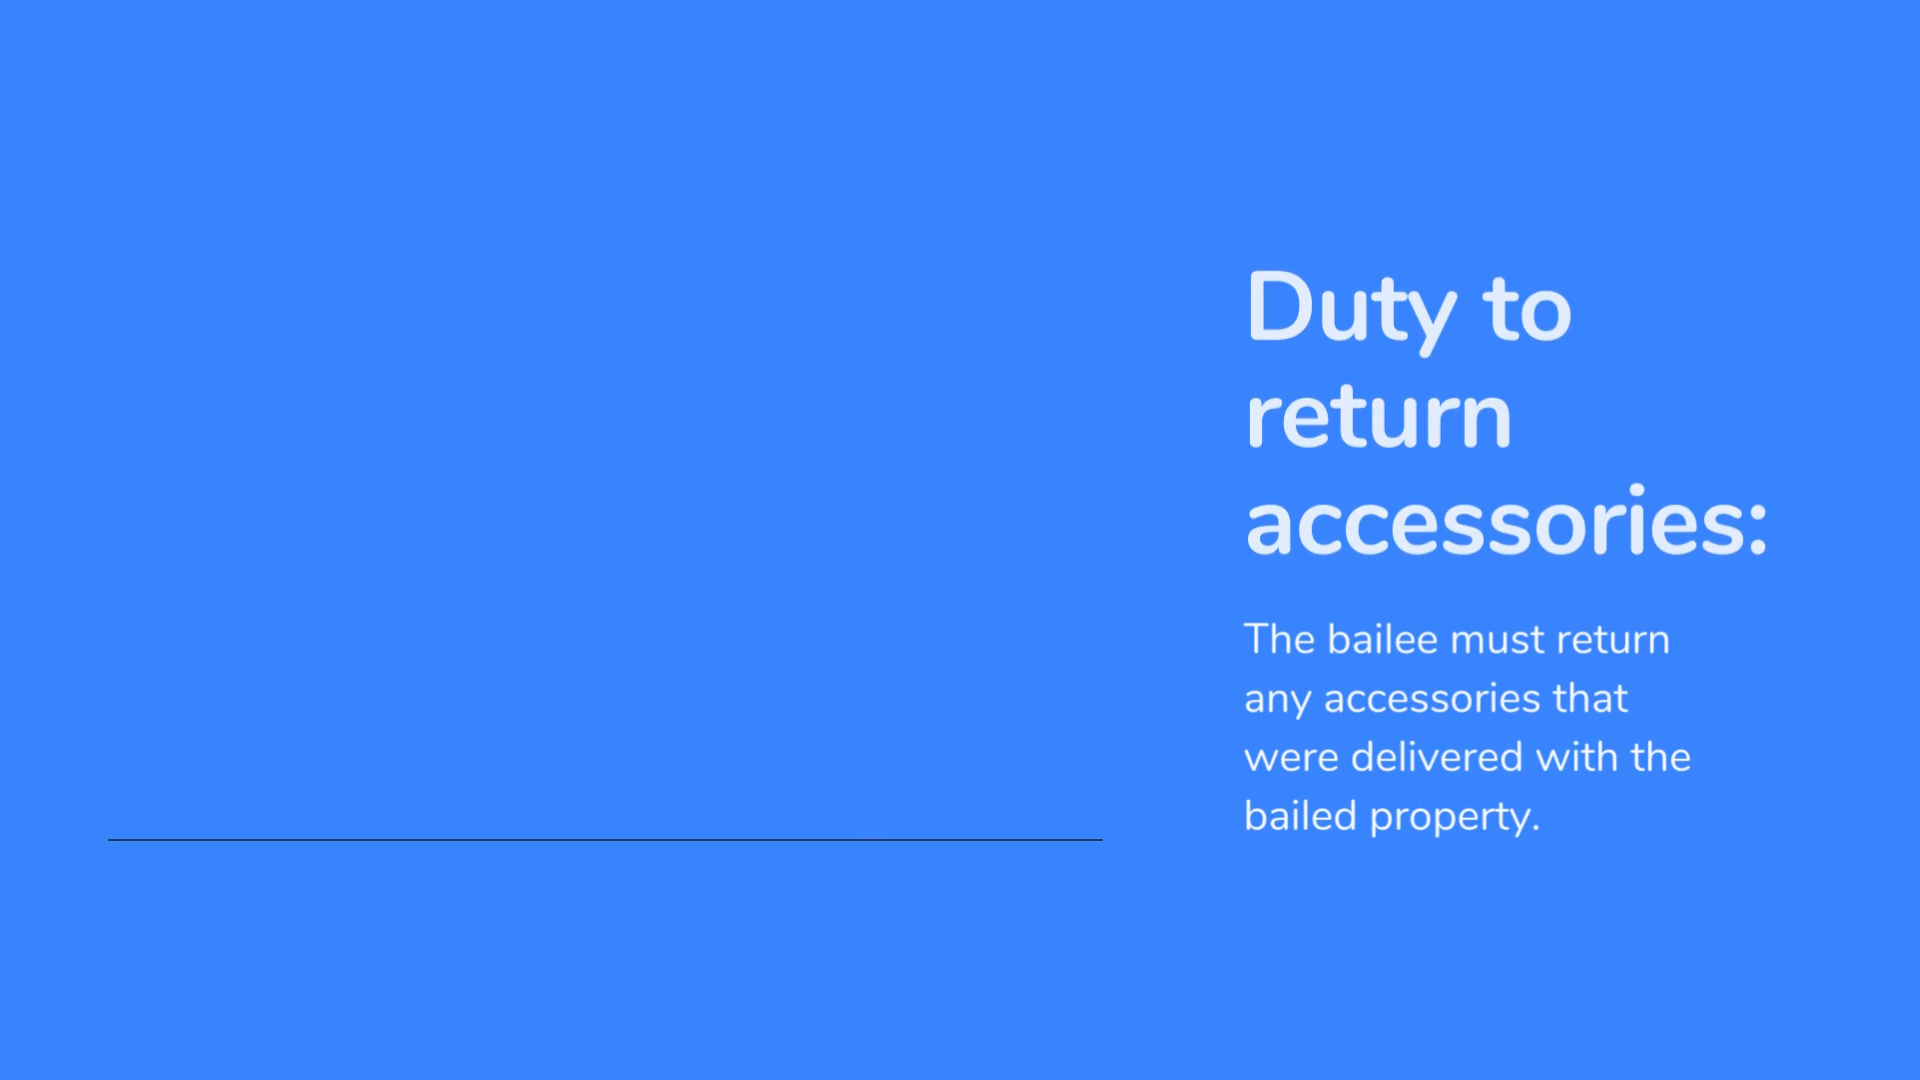 Duty to
return
accessories:
The bailee must return
any accessories that
were delivered with the
bailed property.